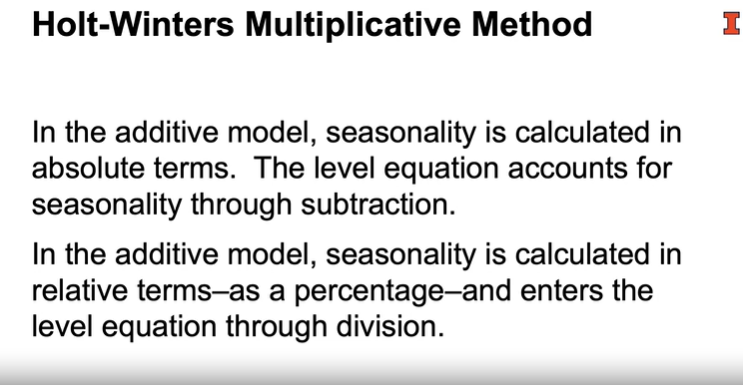 Holt-Winters Multiplicative Method
I
In the additive model, seasonality is calculated in
absolute terms.  The level equation accounts for
seasonality through subtraction.
In the additive model, seasonality is calculated in
relative terms–as a percentage–and enters the
level equation through division.